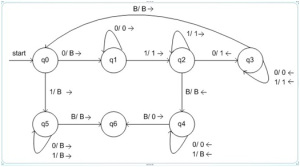 B/ B →
0/ 0 →
1/ 1 →
start
q0
0/ B →
q1
1/ 1 →
q2
0/ 1 ←
q3
0/ 0 ←
1/ 1 ←
1/ B →
B/ B ←
q5
B/ B →
q6
B/ 0 →
q4
0/ B →
1/ B →
0/ 0 ←
1/ B ←